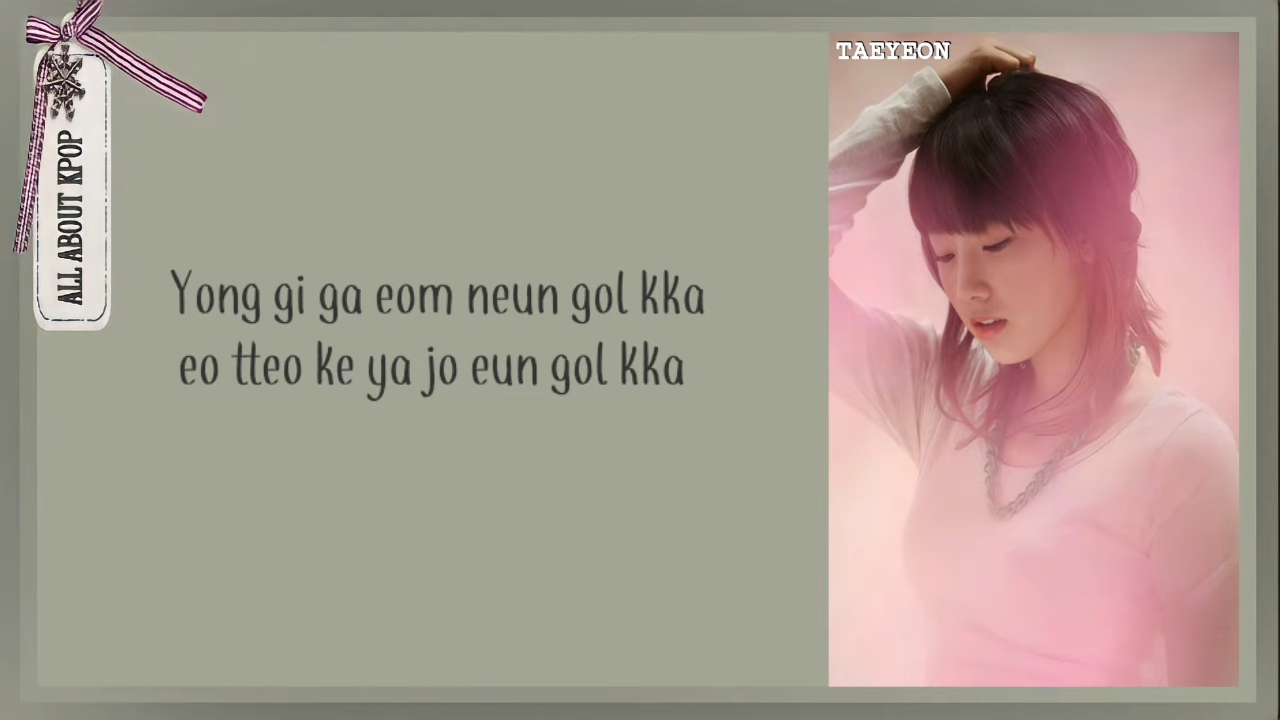 ALL ABOUT KPOP
TAEYEON
Yong gi ga eom neun gol kka
eo tteo ke ya jo eun gol kka